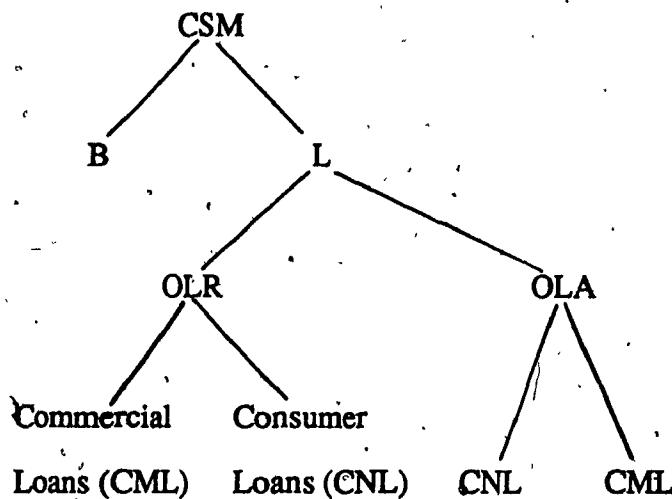 CSM
B L
OLR OLA
Commercial Consumer
Loans (CML) Loans (CNL) CNL CML